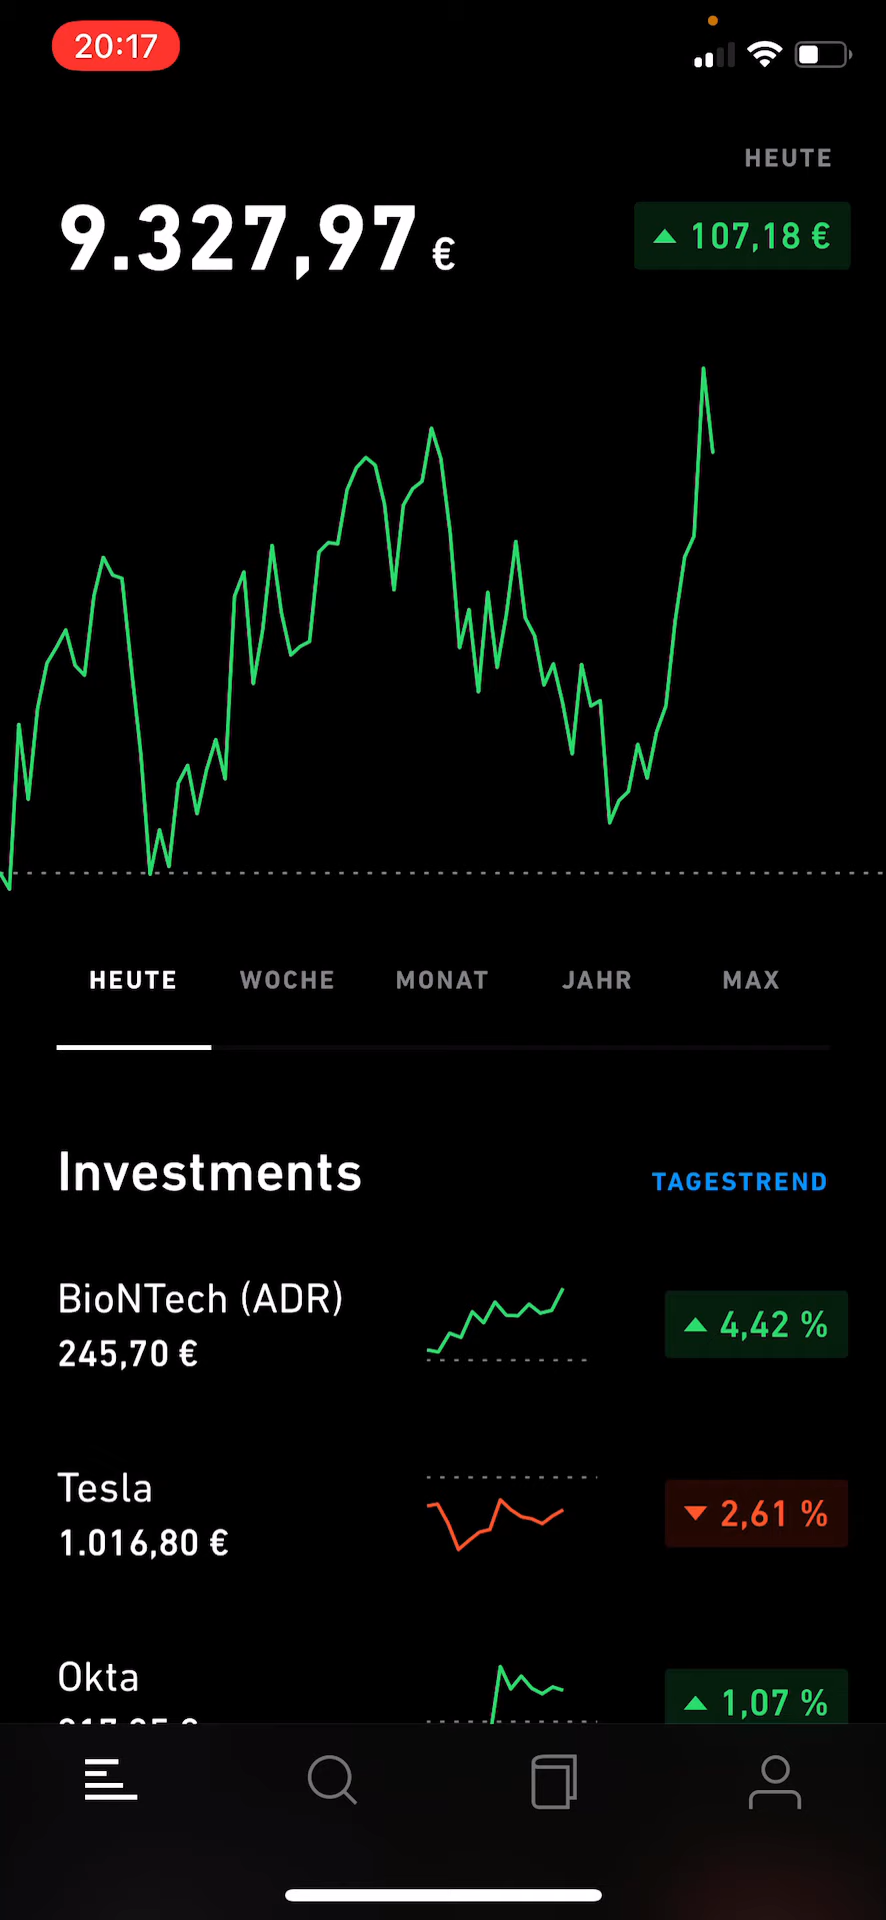 20:17
HEUTE
9.327,97 €
▲ 107,18 €
HEUTE WOCHE MONAT JAHR MAX
Investments
TAGESTREND
BioNTech (ADR)
245,70 €
▲ 4,42 %
Tesla
1.016,80 €
▼ 2,61 %
Okta
▲ 1,07 %